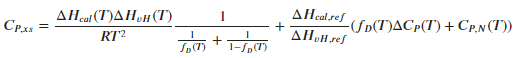 C_{P,xs} = \frac{\Delta H_{cal}(T)\Delta H_{vH}(T)}{RT^2} \frac{1}{\frac{1}{f_D(T)} + \frac{1}{1-f_D(T)}} + \frac{\Delta H_{cal,ref}}{\Delta H_{vH,ref}}(f_D(T)\Delta C_P(T) + C_{P,N}(T))